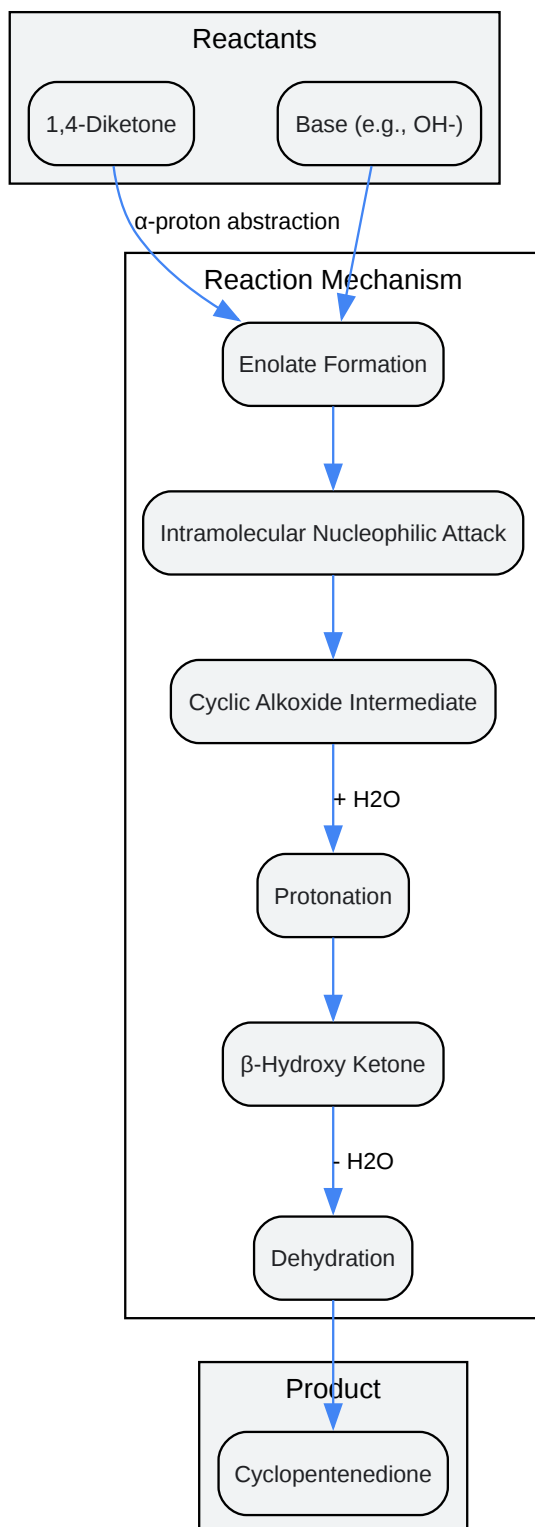 Reactants
1,4-Diketone
Base (e.g., OH-)
α-proton abstraction
Reaction Mechanism
Enolate Formation
Intramolecular Nucleophilic Attack
Cyclic Alkoxide Intermediate
+ H2O
Protonation
β-Hydroxy Ketone
- H2O
Dehydration
Product
Cyclopentenedione